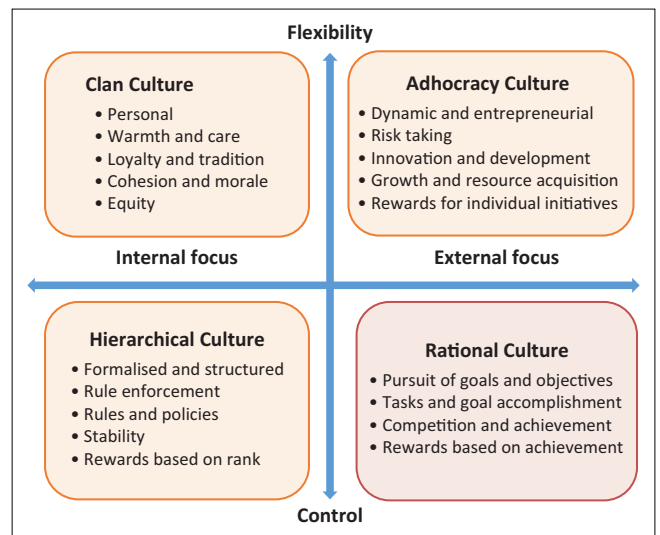 Flexibility
Clan Culture
• Personal
• Warmth and care
• Loyalty and tradition
• Cohesion and morale
• Equity
Adhocracy Culture
• Dynamic and entrepreneurial
• Risk taking
• Innovation and development
• Growth and resource acquisition
• Rewards for individual initiatives
Internal focus
External focus
Hierarchical Culture
• Formalised and structured
• Rule enforcement
• Rules and policies
• Stability
• Rewards based on rank
Rational Culture
• Pursuit of goals and objectives
• Tasks and goal accomplishment
• Competition and achievement
• Rewards based on achievement
Control